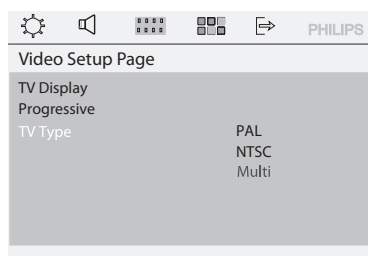 PHILIPS
Video Setup Page
TV Display
Progressive
TV Type PAL
NTSC
Multi